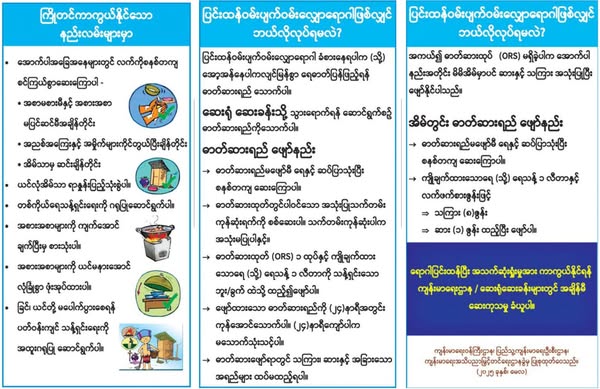 ကြိုတင်ကာကွယ်နိုင်သော
နည်းလမ်းများမှာ
• အောက်ပါအခြေအနေများတွင် လက်ကိုစနစ်တကျ
စင်ကြယ်စွာဆေးကြောပါ -
• အစာမစားမီနှင့် အစားအစာ
မပြင်ဆင်မီအချိန်တိုင်း
• အညစ်အကြေးနှင့် အမှိုက်များကိုင်တွယ်ပြီးချိန်တိုင်း
• အိမ်သာမှ ဆင်းချိန်တိုင်း
• ယင်လုံအိမ်သာ ရာနှုန်းပြည့်သုံးစွဲပါ။
• တစ်ကိုယ်ရေသန့်ရှင်းရေးကို ဂရုပြုဆောင်ရွက်ပါ။
• အစားအစာများကို ကျက်အောင်
ချက်ပြီးမှ စားသုံးပါ။
• အစားအစာများကို ယင်မနားအောင်
လုံခြုံစွာ ဖုံးအုပ်ထားပါ။
• ခြင်၊ ယင်တို့ မပေါက်ပွားစေရန်
ပတ်ဝန်းကျင် သန့်ရှင်းရေးကို
အထူးဂရုပြု ဆောင်ရွက်ပါ။
ပြင်းထန်ဝမ်းပျက်ဝမ်းလျှောရောဂါဖြစ်လျှင်
ဘယ်လိုလုပ်ရမလဲ?
ပြင်းထန်ဝမ်းပျက်ဝမ်းလျှောရောဂါ ခံစားနေရပါက (သို့)
အော့အန်နေပါကလျင်မြန်စွာ ရေဓာတ်ပြန်ဖြည့်ရန်
ဓာတ်ဆားရည် သောက်ပါ။
ဆေးရုံ ဆေးခန်းသို့ သွားရောက်ရန် ဆောင်ရွက်စဉ်
ဓာတ်ဆားရည်ကိုသောက်ပါ။
ဓာတ်ဆားရည် ဖျော်နည်း
→ ဓာတ်ဆားရည်မဖျော်မီ ရေနှင့် ဆပ်ပြာသုံးပြီး
စနစ်တကျ ဆေးကြောပါ။
→ ဓာတ်ဆားထုတ်တွင်ပါဝင်သော အသုံးပြုသက်တမ်း
ကုန်ဆုံးရက်ကို စစ်ဆေးပါ။ သက်တမ်းကုန်ဆုံးပါက
အသုံးမပြုပါနှင့်။
→ ဓာတ်ဆားထုတ် (ORS) ၁ ထုပ်နှင့် ကျိုချက်ထား
သောရေ (သို့) ရေသန့် ၁ လီတာကို သန့်ရှင်းသော
ဘူး/ခွက် ထဲသို့ ထည့်၍ဖျော်ပါ။
→ ဖျော်ထားသော ဓာတ်ဆားရည်ကို (၂၄)နာရီအတွင်း
ကုန်အောင်သောက်ပါ။ (၂၄)နာရီကျော်ပါက
မသောက်သုံးသင့်ပါ။
→ ဓာတ်ဆားဖျော်ရာတွင် သကြား၊ ဆားနှင့် အခြားသော
အရည်များ ထပ်မထည့်ရပါ။
ပြင်းထန်ဝမ်းပျက်ဝမ်းလျှောရောဂါဖြစ်လျှင်
ဘယ်လိုလုပ်ရမလဲ?
အကယ်၍ ဓာတ်ဆားထုပ် (ORS) မရှိခဲ့ပါက အောက်ပါ
နည်းအတိုင်း မိမိအိမ်မှာပင် ဆားနှင့် သကြား အသုံးပြုပြီး
ဖျော်နိုင်ပါသည်။
အိမ်တွင်း ဓာတ်ဆားရည် ဖျော်နည်း
→ ဓာတ်ဆားရည်မဖျော်မီ ရေနှင့် ဆပ်ပြာသုံးပြီး
စနစ်တကျ ဆေးကြောပါ။
→ ကျိုချက်ထားသောရေ (သို့) ရေသန့် ၁ လီတာနှင့်
လက်ဖက်စားဇွန်းဖြင့်
⇒ သကြား (၈)ဇွန်း
⇒ ဆား (၁) ဇွန်း ထည့်ပြီး ဖျော်ပါ။
ရောဂါပြင်းထန်ပြီး အသက်ဆုံးရှုံးမှုအား ကာကွယ်နိုင်ရန်
ကျန်းမာရေးဌာန / ဆေးရုံဆေးခန်းများတွင် အချိန်မီ
ဆေးကုသမှု ခံယူပါ။
ကျန်းမာရေးဝန်ကြီးဌာန၊ ပြည်သူ့ကျန်းမာရေးဦးစီးဌာန၊
ကျန်းမာရေးအသိပညာမြှင့်တင်ရေးဌာနခွဲမှ ဖြန့်ဝေသည်။
(၂၀၂၅ ခုနှစ်၊ မေလ)